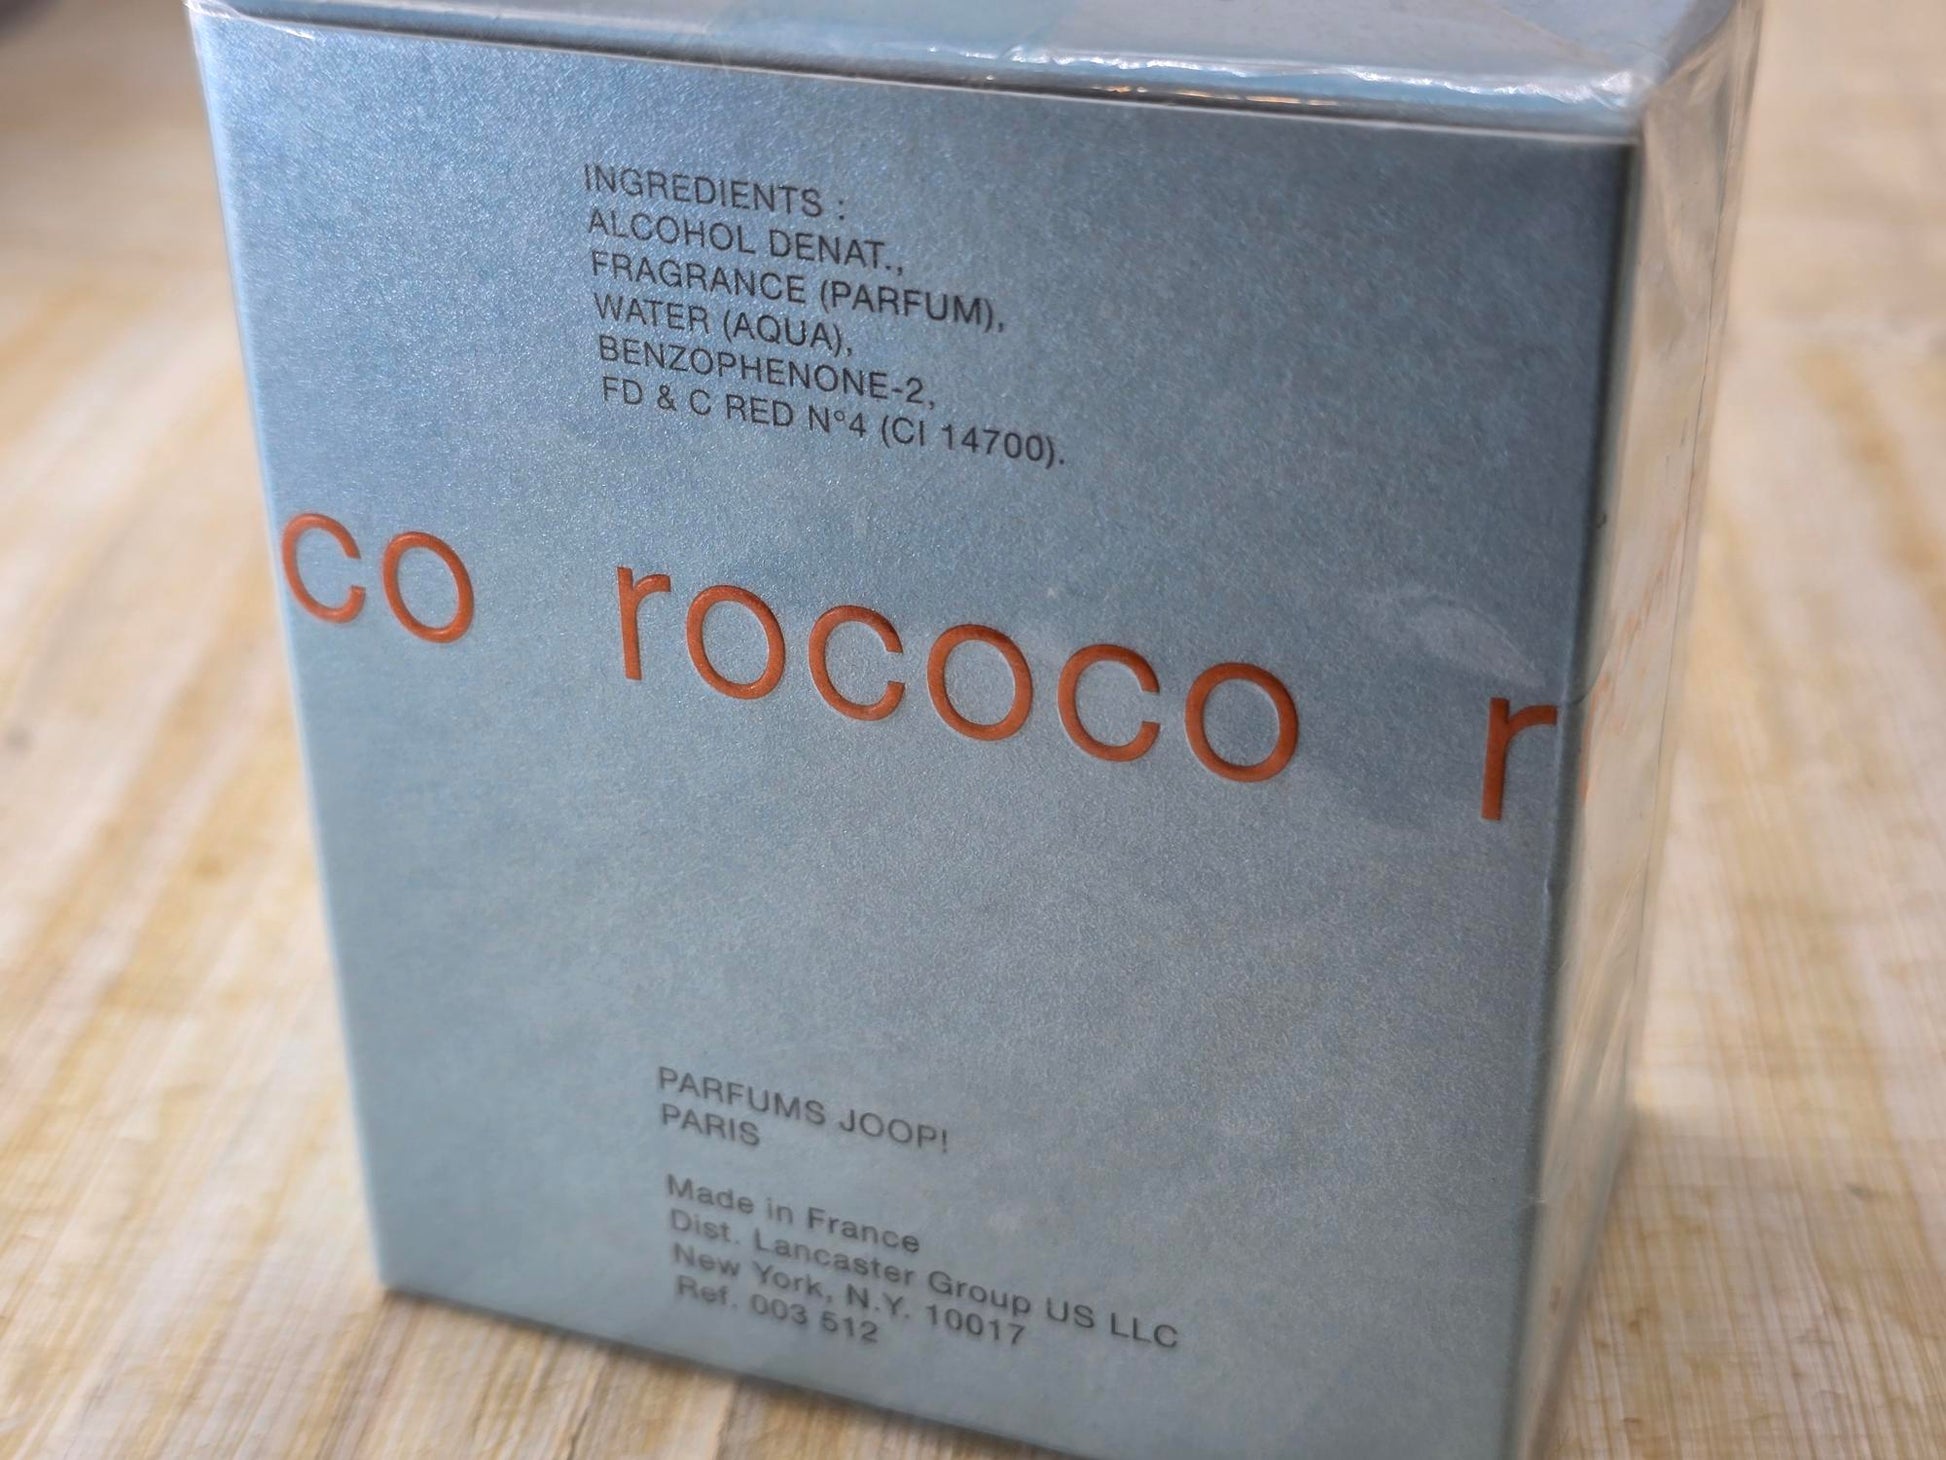 INGREDIENTS :
ALCOHOL DENAT.,
FRAGRANCE (PARFUM),
WATER (AQUA),
BENZOPHENONE-2,
FD & C RED N°4 (CI 14700).
co rococo r
PARFUMS JOOP!
PARIS
Made in France
Dist. Lancaster Group US LLC
New York, N.Y. 10017
Ref. 003 512